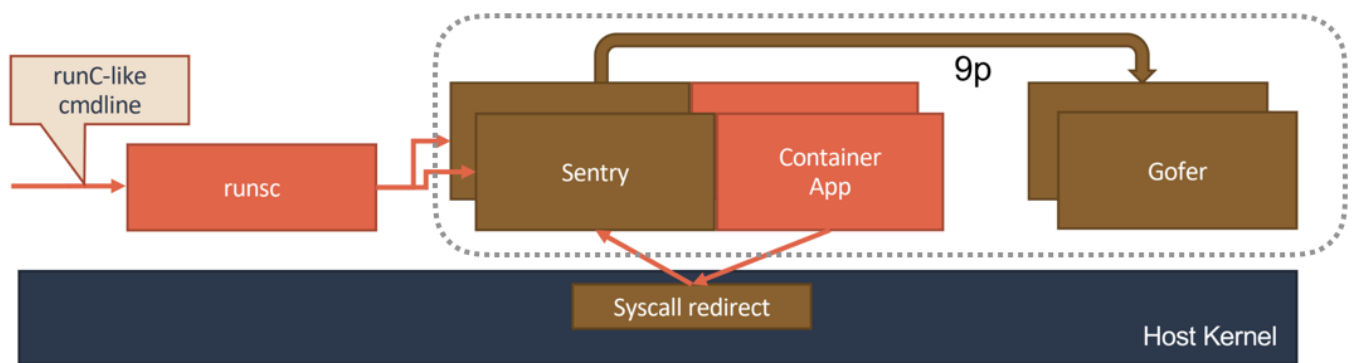 runC-like
cmdline
runsc
Sentry
Container
App
9p
Gofer
Syscall redirect
Host Kernel